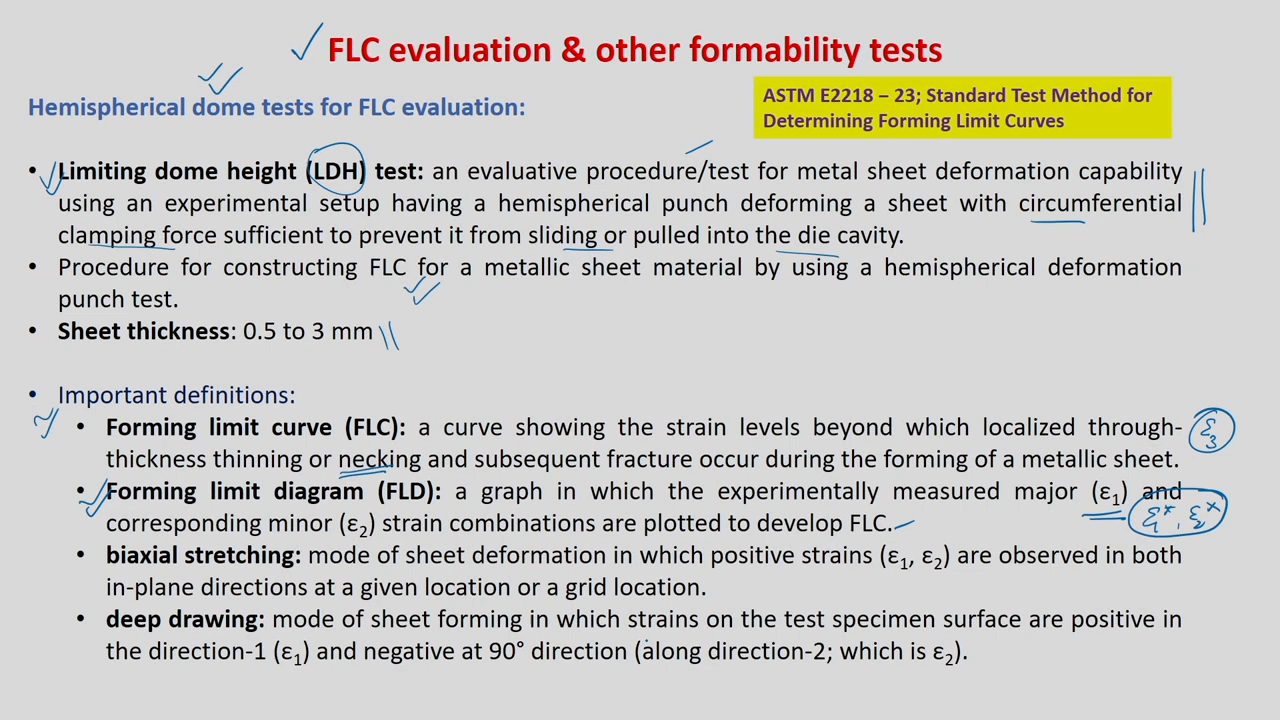 FLC evaluation & other formability tests
Hemispherical dome tests for FLC evaluation:
ASTM E2218 – 23; Standard Test Method for
Determining Forming Limit Curves
• Limiting dome height (LDH) test: an evaluative procedure/test for metal sheet deformation capability
using an experimental setup having a hemispherical punch deforming a sheet with circumferential
clamping force sufficient to prevent it from sliding or pulled into the die cavity.
• Procedure for constructing FLC for a metallic sheet material by using a hemispherical deformation
punch test.
• Sheet thickness: 0.5 to 3 mm
• Important definitions:
• Forming limit curve (FLC): a curve showing the strain levels beyond which localized through-
thickness thinning or necking and subsequent fracture occur during the forming of a metallic sheet.
ε₃
• Forming limit diagram (FLD): a graph in which the experimentally measured major (ε₁) and
corresponding minor (ε₂) strain combinations are plotted to develop FLC.
ε₁*, ε₂*
• biaxial stretching: mode of sheet deformation in which positive strains (ε₁, ε₂) are observed in both
in-plane directions at a given location or a grid location.
• deep drawing: mode of sheet forming in which strains on the test specimen surface are positive in
the direction-1 (ε₁) and negative at 90° direction (along direction-2; which is ε₂).